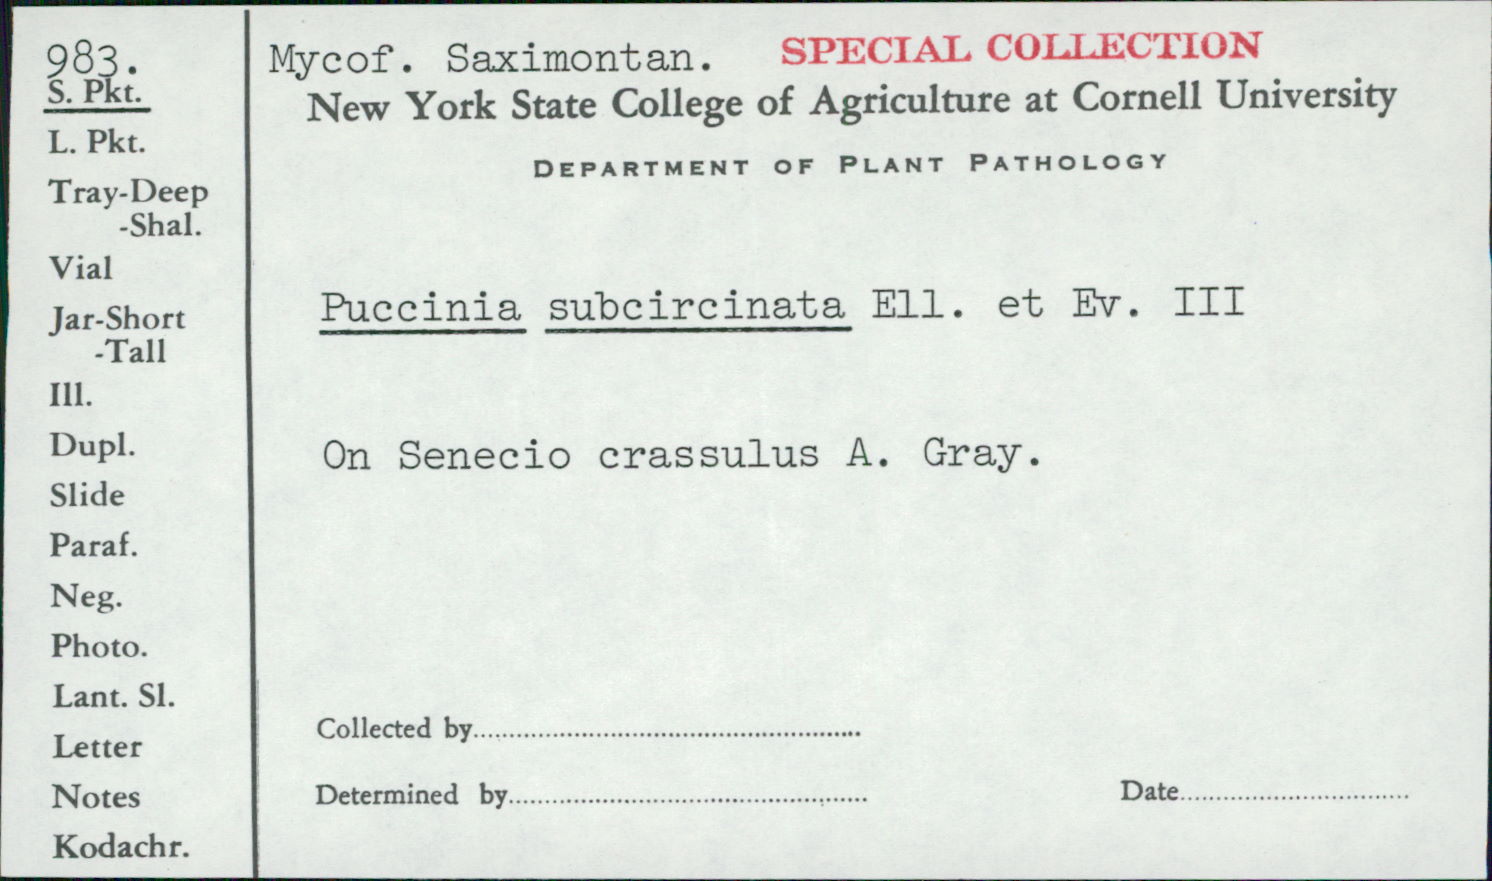 983.
S. Pkt.
L. Pkt.
Tray-Deep
-Shal.
Vial
Jar-Short
-Tall
Ill.
Dupl.
Slide
Paraf.
Neg.
Photo.
Lant. Sl.
Letter
Notes
Kodachr.
Mycof. Saximontan. SPECIAL COLLECTION
New York State College of Agriculture at Cornell University
DEPARTMENT OF PLANT PATHOLOGY
Puccinia subcircinata Ell. et Ev. III
On Senecio crassulus A. Gray.
Collected by
Determined by
Date